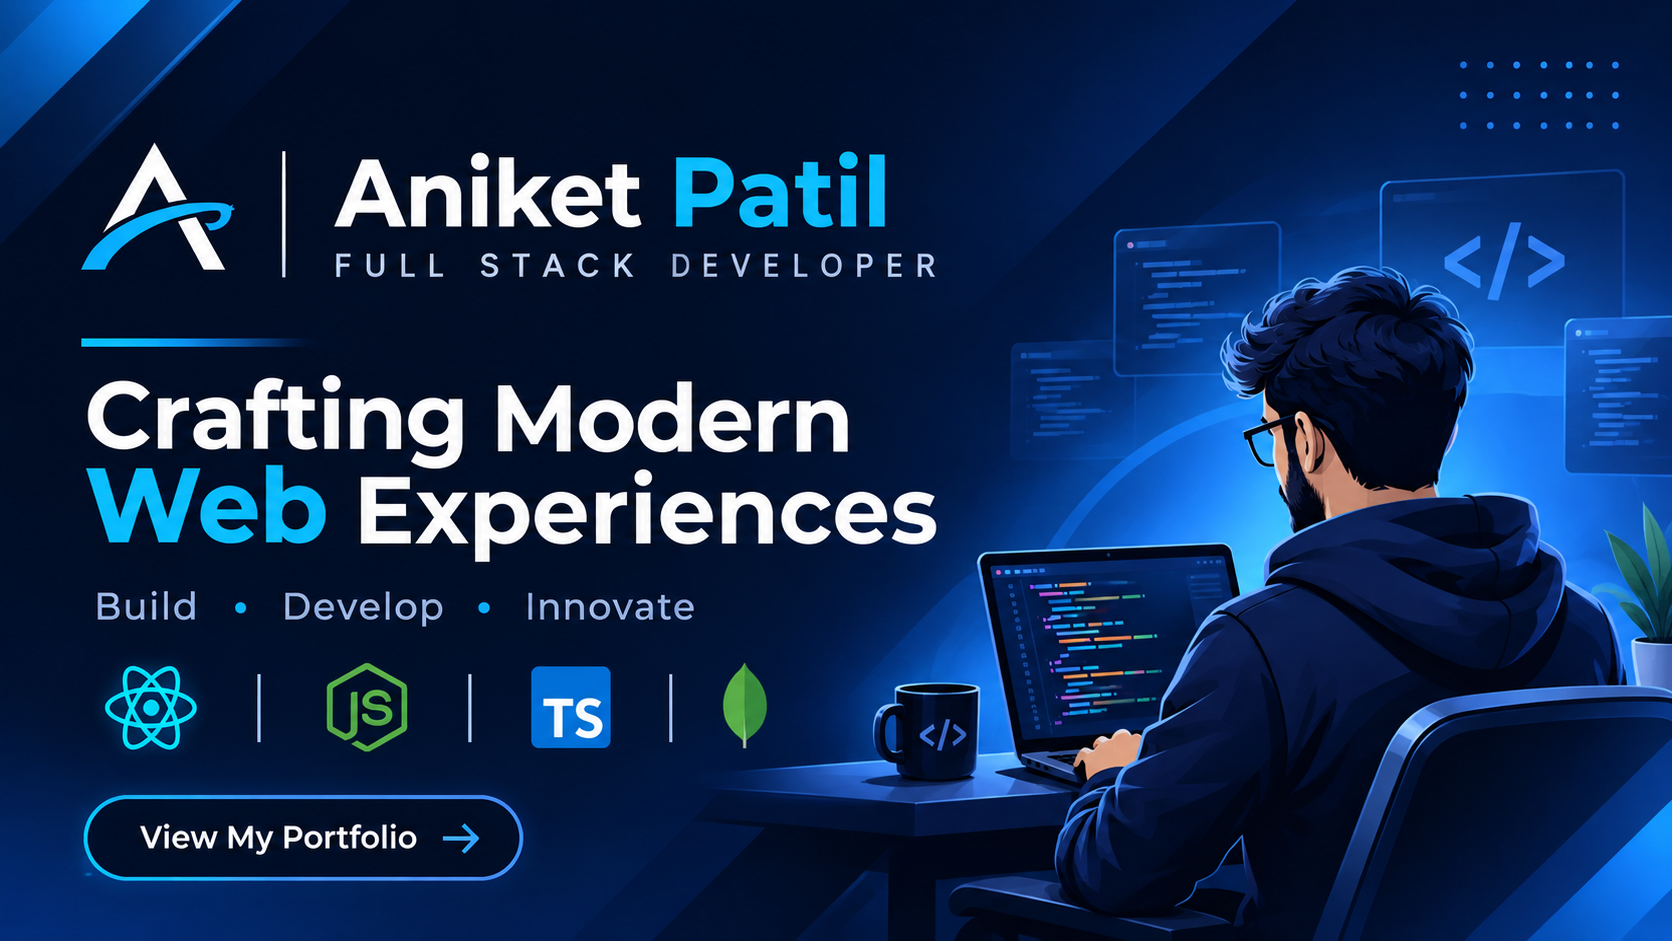 Aniket Patil
FULL STACK DEVELOPER
Crafting Modern
Web Experiences
Build • Develop • Innovate
JS
TS
View My Portfolio →
</>
</>